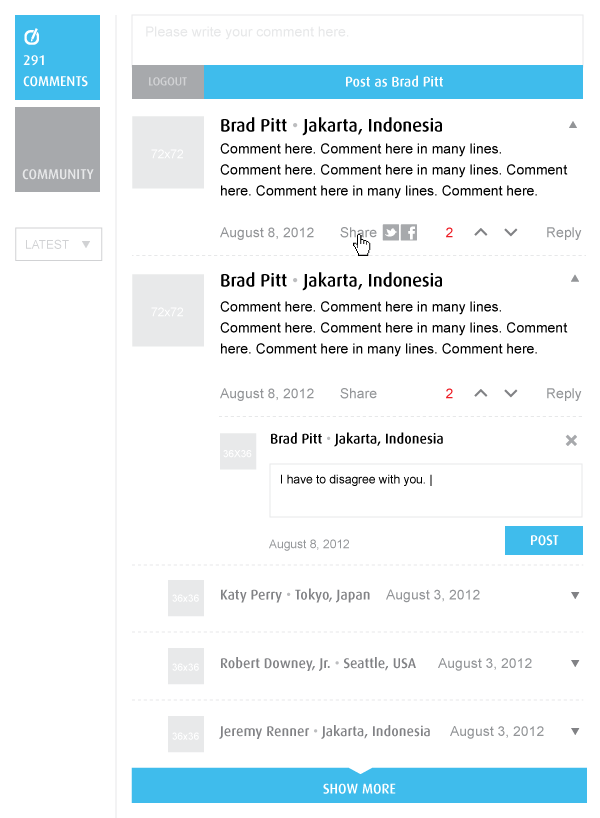 291
COMMENTS
COMMUNITY
LATEST
Please write your comment here.
LOGOUT
Post as Brad Pitt
72x72
Brad Pitt • Jakarta, Indonesia
Comment here. Comment here in many lines.
Comment here. Comment here in many lines. Comment
here. Comment here in many lines. Comment here.
August 8, 2012 Share 2 Reply
72x72
Brad Pitt • Jakarta, Indonesia
Comment here. Comment here in many lines.
Comment here. Comment here in many lines. Comment
here. Comment here in many lines. Comment here.
August 8, 2012 Share 2 Reply
36X36
Brad Pitt • Jakarta, Indonesia
I have to disagree with you. |
August 8, 2012
POST
36x36
Katy Perry • Tokyo, Japan August 3, 2012
36x36
Robert Downey, Jr. • Seattle, USA August 3, 2012
36x36
Jeremy Renner • Jakarta, Indonesia August 3, 2012
SHOW MORE